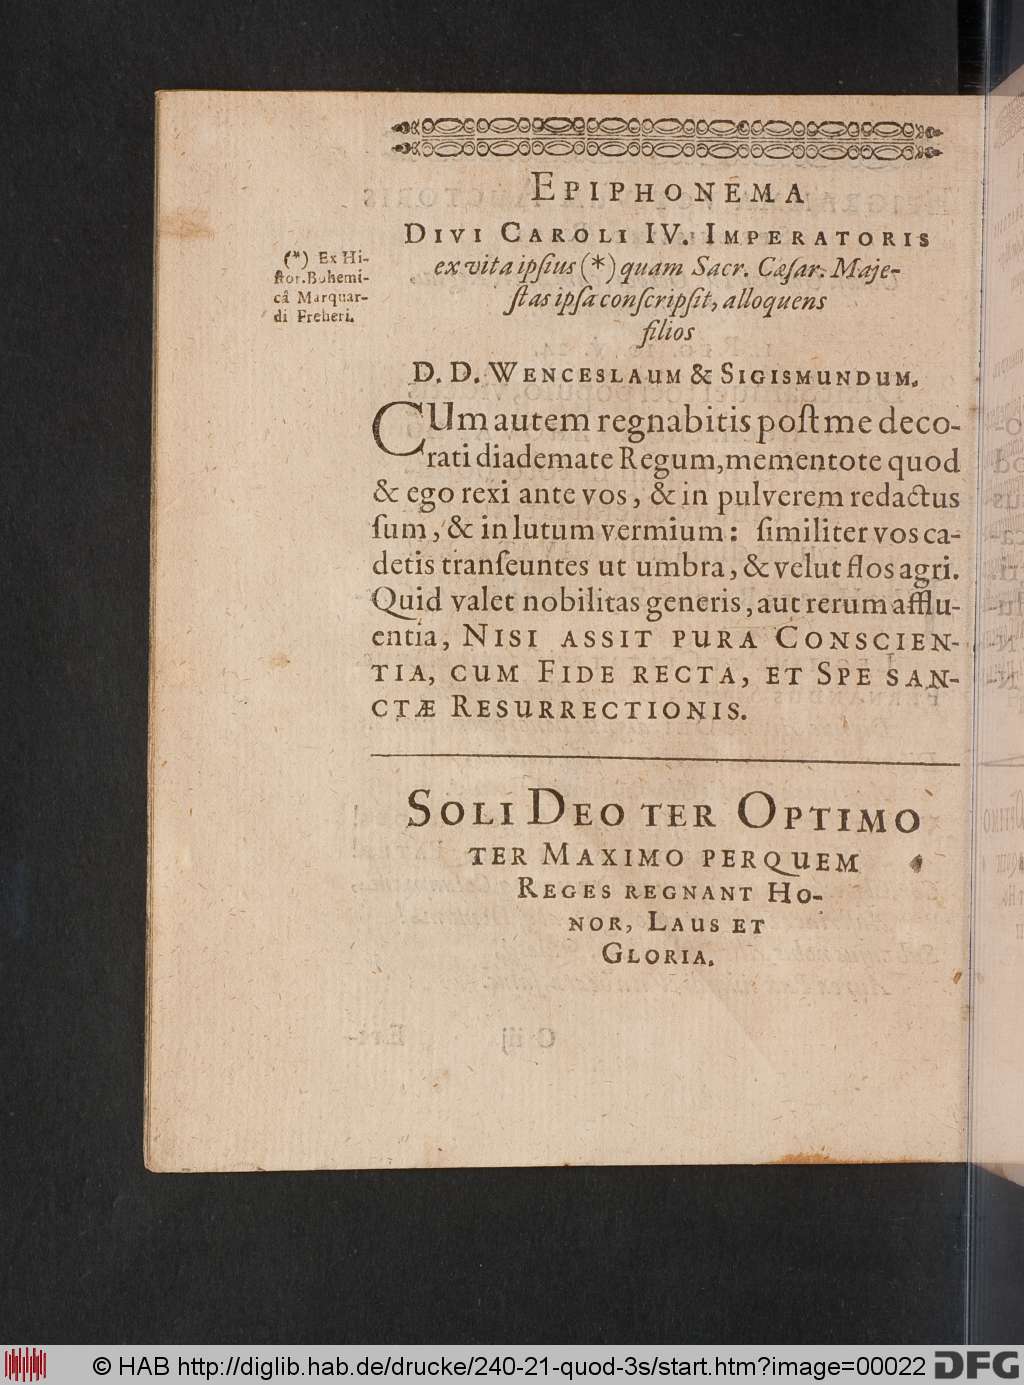 EPIPHONEMA
DIVI CAROLI IV. IMPERATORIS
ex vita ipſius (*) quam Sacr. Cæſar. Maje-
ſtas ipſa conſcripſit, alloquens
filios
D. D. WENCESLAUM & SIGISMUNDUM.
(*) Ex Hi-
ſtor. Bohemi-
câ Marquar-
di Freheri.
CUm autem regnabitis poſt me deco-
rati diademate Regum, mementote quod
& ego rexi ante vos, & in pulverem redactus
ſum, & in lutum vermium: ſimiliter vos ca-
detis tranſeuntes ut umbra, & velut flos agri.
Quid valet nobilitas generis, aut rerum afflu-
entia, NISI ASSIT PURA CONSCIEN-
TIA, CUM FIDE RECTA, ET SPE SAN-
CTÆ RESURRECTIONIS.
SOLI DEO TER OPTIMO
TER MAXIMO PERQUEM
REGES REGNANT HO-
NOR, LAUS ET
GLORIA.
© HAB http://diglib.hab.de/drucke/240-21-quod-3s/start.htm?image=00022
DFG